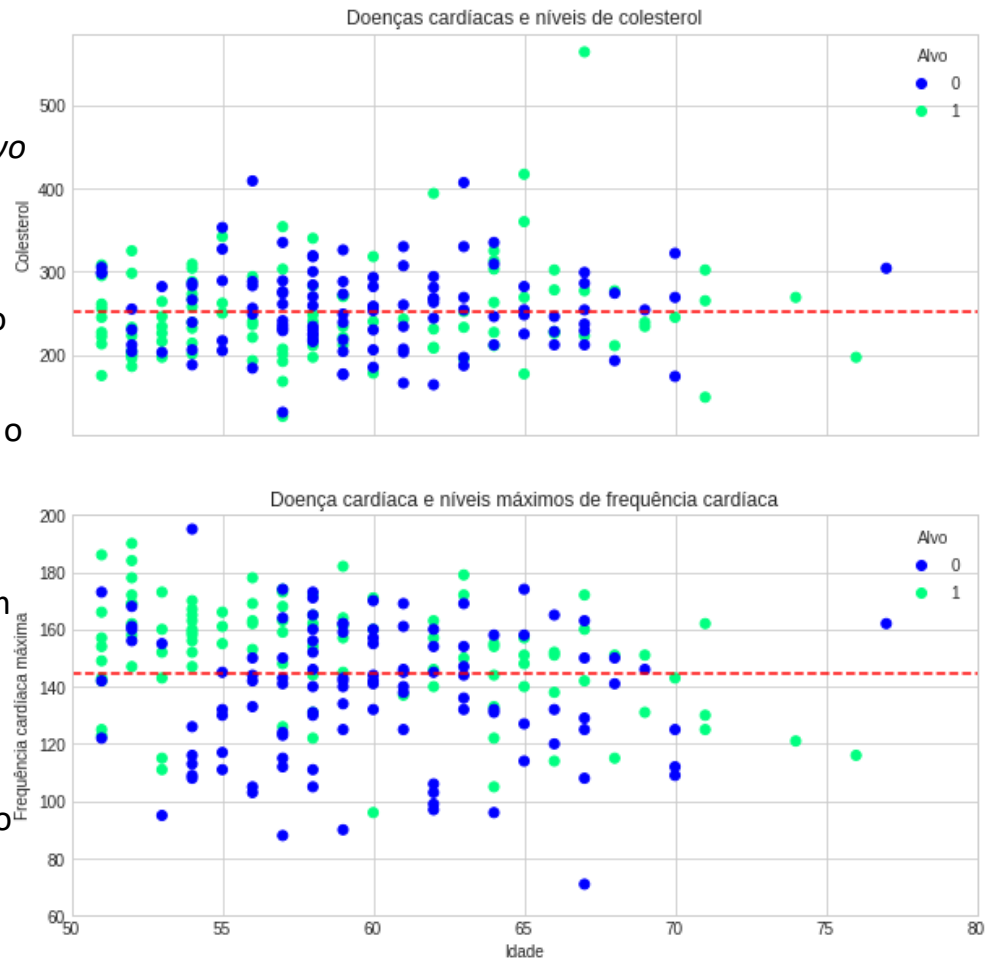 Doenças cardíacas e níveis de colesterol
Alvo
0
1
500
400
300
200
Colesterol
vo
o
o
m
o
Doença cardíaca e níveis máximos de frequência cardíaca
Alvo
0
1
200
180
160
140
120
100
80
60
Frequência cardiaca máxima
50 55 60 65 70 75 80
Idade